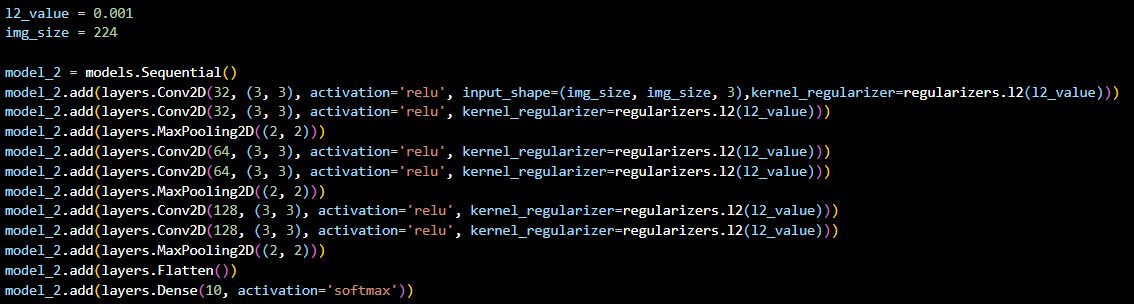 l2_value = 0.001
img_size = 224
model_2 = models.Sequential()
model_2.add(layers.Conv2D(32, (3, 3), activation='relu', input_shape=(img_size, img_size, 3),kernel_regularizer=regularizers.l2(l2_value)))
model_2.add(layers.Conv2D(32, (3, 3), activation='relu', kernel_regularizer=regularizers.l2(l2_value)))
model_2.add(layers.MaxPooling2D((2, 2)))
model_2.add(layers.Conv2D(64, (3, 3), activation='relu', kernel_regularizer=regularizers.l2(l2_value)))
model_2.add(layers.Conv2D(64, (3, 3), activation='relu', kernel_regularizer=regularizers.l2(l2_value)))
model_2.add(layers.MaxPooling2D((2, 2)))
model_2.add(layers.Conv2D(128, (3, 3), activation='relu', kernel_regularizer=regularizers.l2(l2_value)))
model_2.add(layers.Conv2D(128, (3, 3), activation='relu', kernel_regularizer=regularizers.l2(l2_value)))
model_2.add(layers.MaxPooling2D((2, 2)))
model_2.add(layers.Flatten())
model_2.add(layers.Dense(10, activation='softmax'))